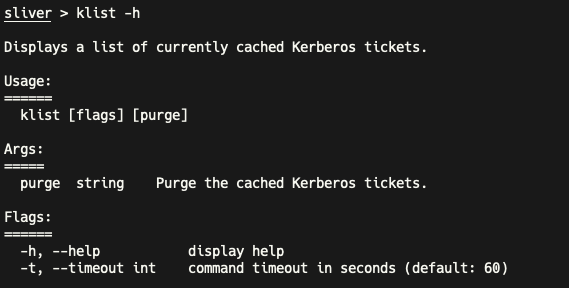 sliver > klist -h
Displays a list of currently cached Kerberos tickets.
Usage:
======
klist [flags] [purge]
Args:
=====
purge  string    Purge the cached Kerberos tickets.
Flags:
======
-h, --help           display help
-t, --timeout int    command timeout in seconds (default: 60)